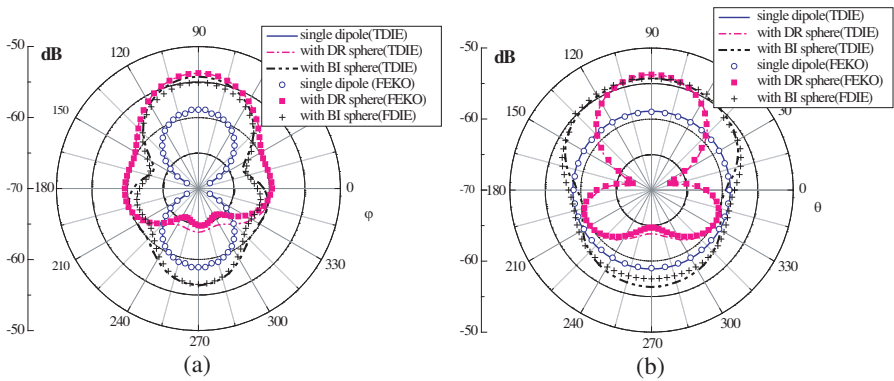 single dipole(TDIE)
with DR sphere(TDIE)
with BI sphere(TDIE)
single dipole (FEKO)
with DR sphere(FEKO)
with BI sphere(FDIE)
dB
-50
-60
-70
-60
-50
90
120
150
180
210
240
270
300
330
0
φ
(a)
single dipole(TDIE)
with DR sphere(TDIE)
with BI sphere(TDIE)
single dipole(FEKO)
with DR sphere(FEKO)
with BI sphere(FDIE)
dB
-50
-60
-70
-60
-50
90
120
150
180
210
240
270
300
330
0
30
θ
(b)